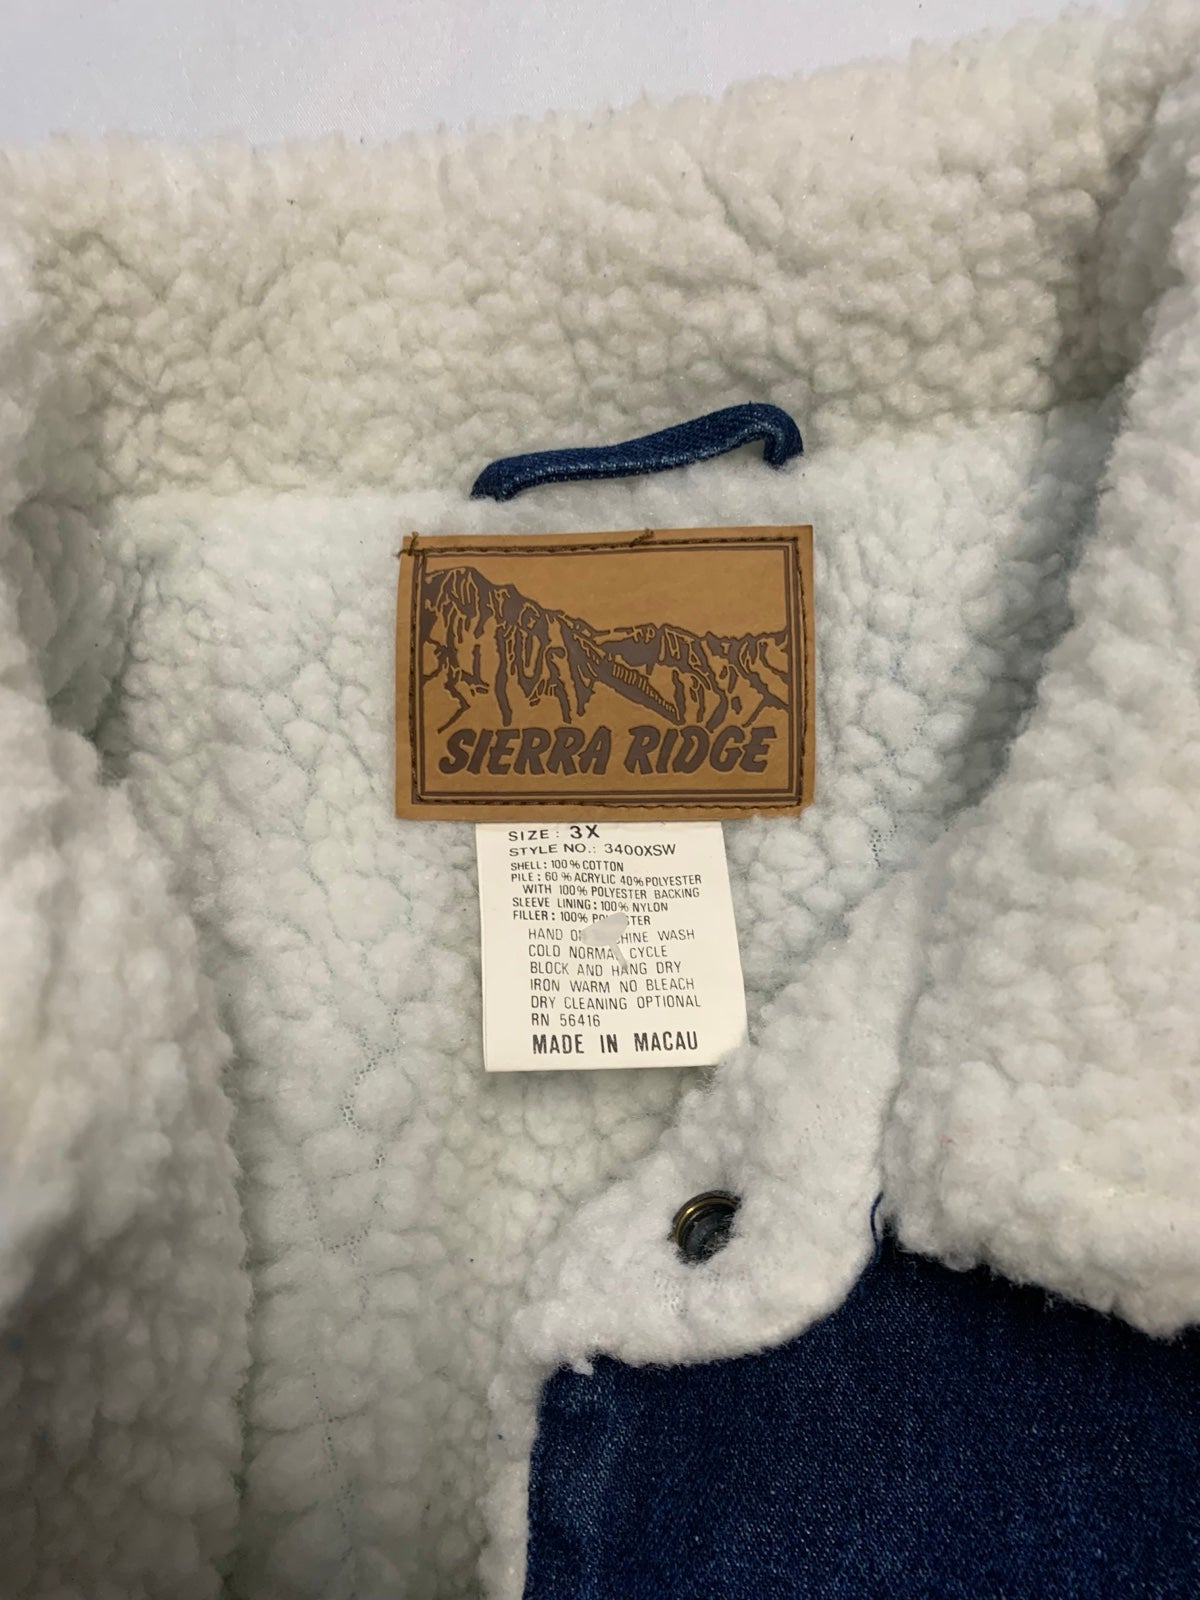 SIERRA RIDGE
SIZE: 3X
STYLE NO.: 3400XSW
SHELL: 100% COTTON
PILE: 60% ACRYLIC 40% POLYESTER
WITH 100% POLYESTER BACKING
SLEEVE LINING: 100% NYLON
FILLER: 100%
HAND WASH
COLD NORMAL CYCLE
BLOCK AND HANG DRY
IRON WARM NO BLEACH
DRY CLEANING OPTIONAL
RN 56416
MADE IN MACAU